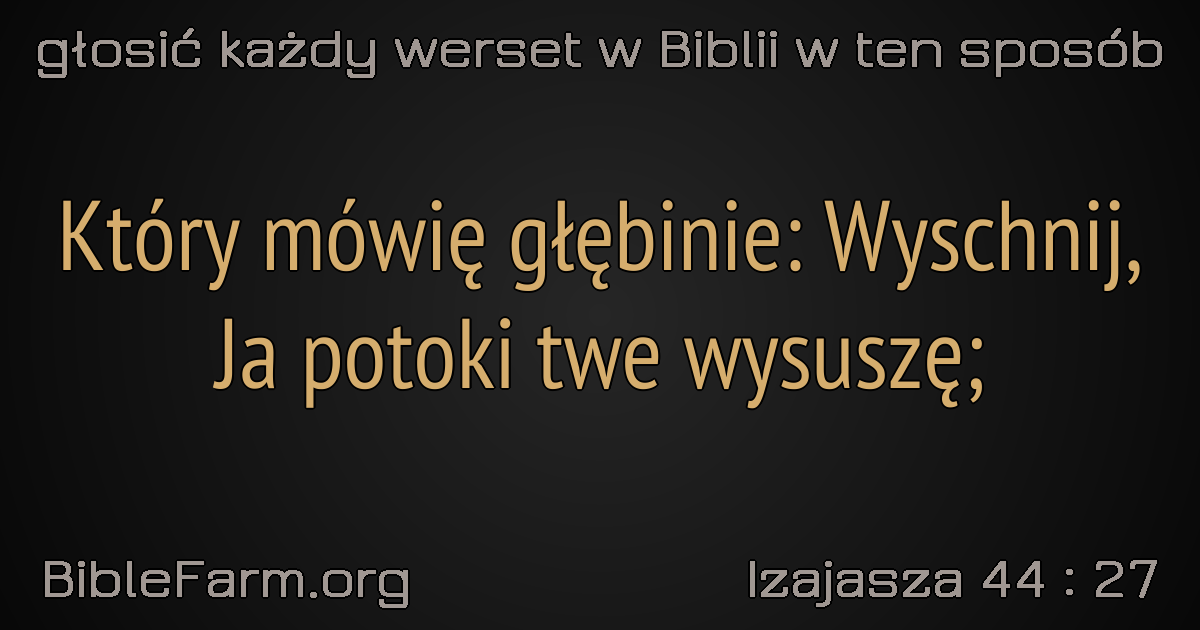 głosić każdy werset w Biblii w ten sposób
Który mówię głębinie: Wyschnij,
Ja potoki twe wysuszę;
BibleFarm.org
Izajasza 44 : 27